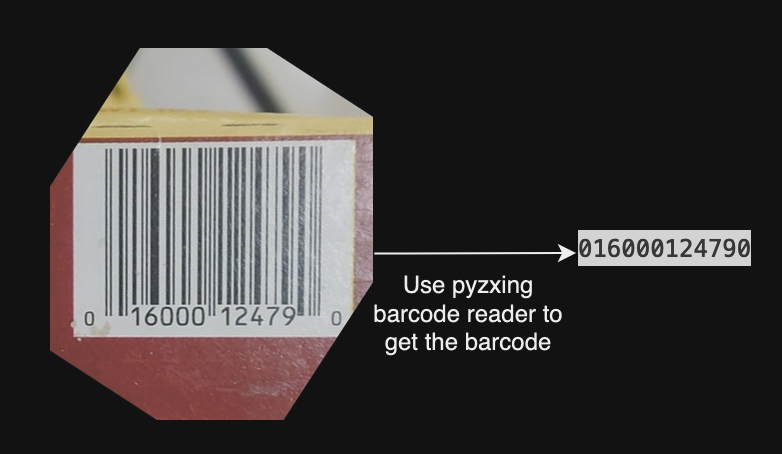 0 16000 12479 0
016000124790
Use pyzxing
barcode reader to
get the barcode